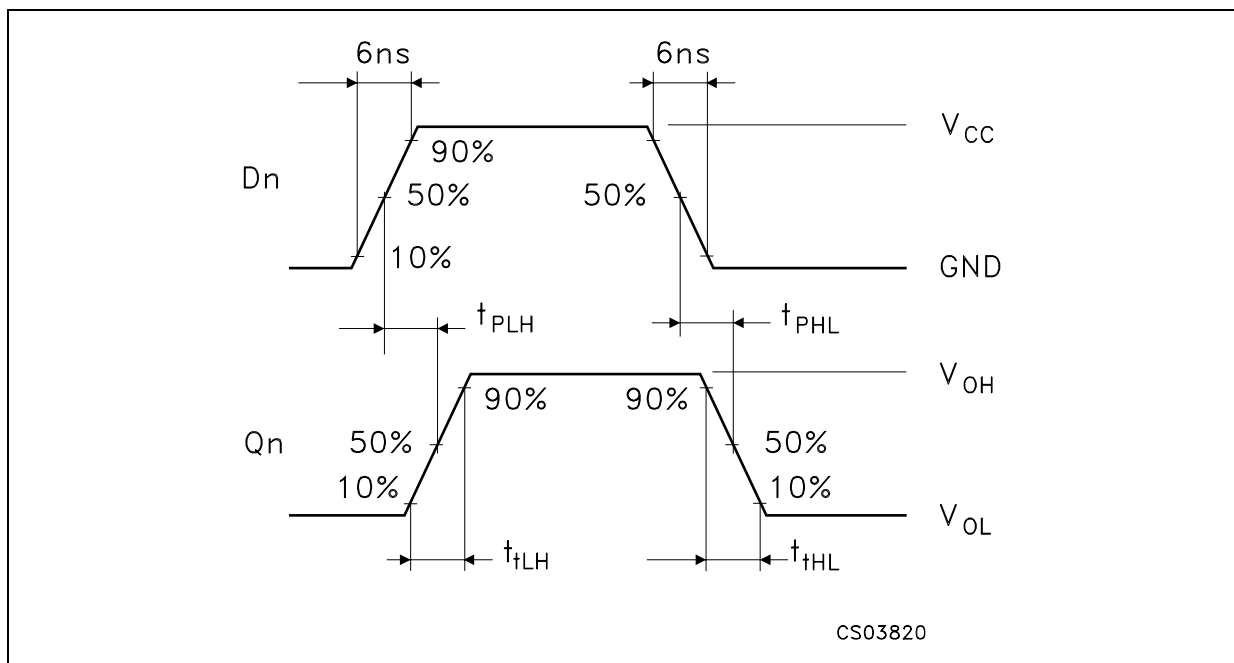 6ns 6ns
V_CC
90%
Dn 50% 50%
10% GND
t_PLH t_PHL
V_OH
90% 90%
Qn 50% 50%
10% 10%
V_OL
t_tLH t_tHL
CS03820